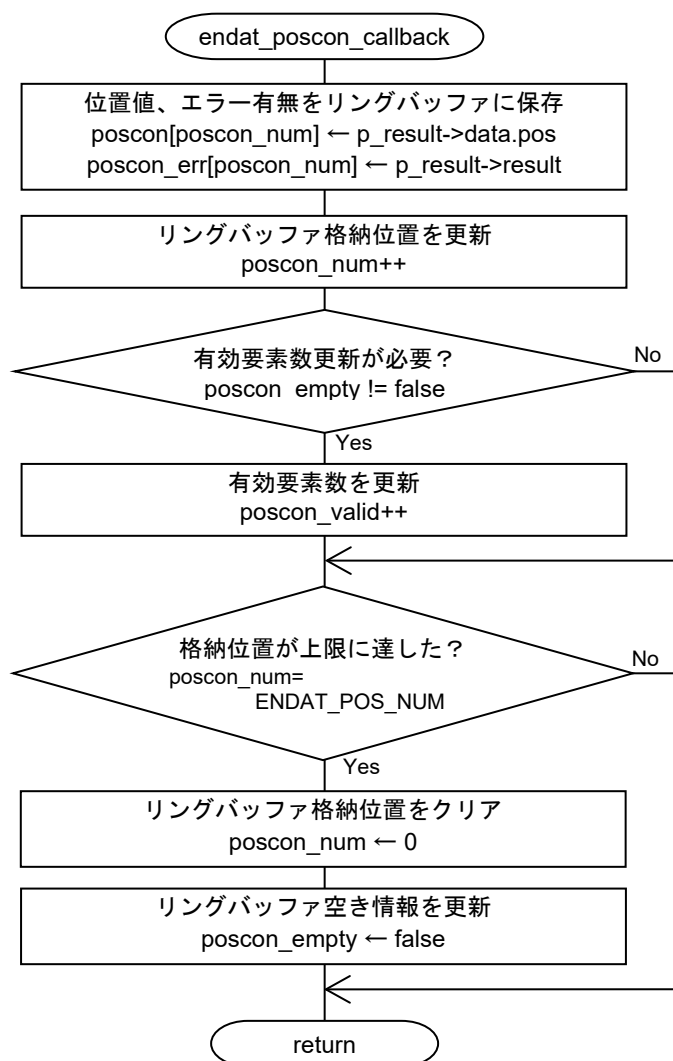 endat_poscon_callback
位置値、エラー有無をリングバッファに保存
poscon[poscon_num] ← p_result->data.pos
poscon_err[poscon_num] ← p_result->result
リングバッファ格納位置を更新
poscon_num++
有効要素数更新が必要？
poscon_empty != false
No
Yes
有効要素数を更新
poscon_valid++
格納位置が上限に達した？
poscon_num=
ENDAT_POS_NUM
No
Yes
リングバッファ格納位置をクリア
poscon_num ← 0
リングバッファ空き情報を更新
poscon_empty ← false
return